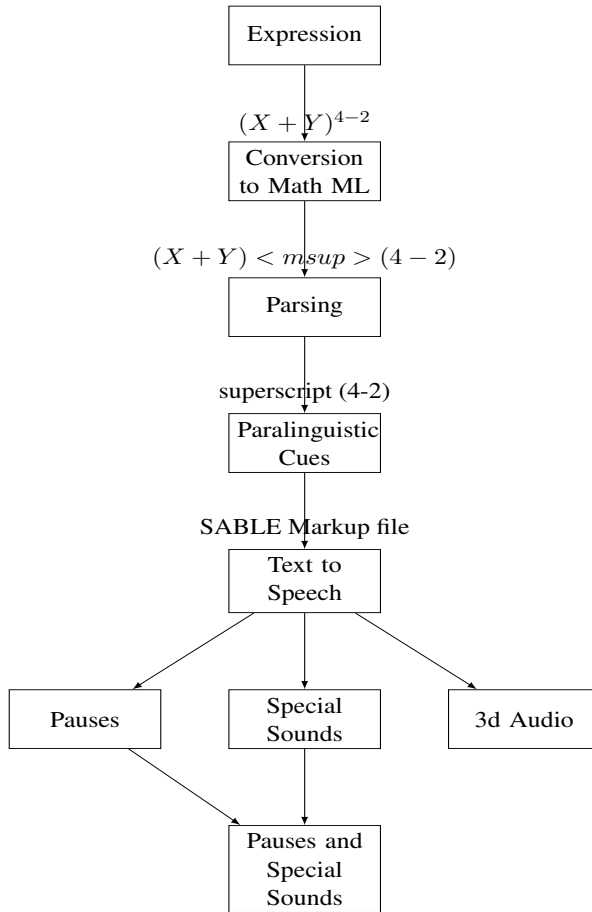 Expression
(X + Y)^{4−2}
Conversion
to Math ML
(X + Y) < msup > (4 − 2)
Parsing
superscript (4-2)
Paralinguistic
Cues
SABLE Markup file
Text to
Speech
Pauses
Special
Sounds
3d Audio
Pauses and
Special
Sounds